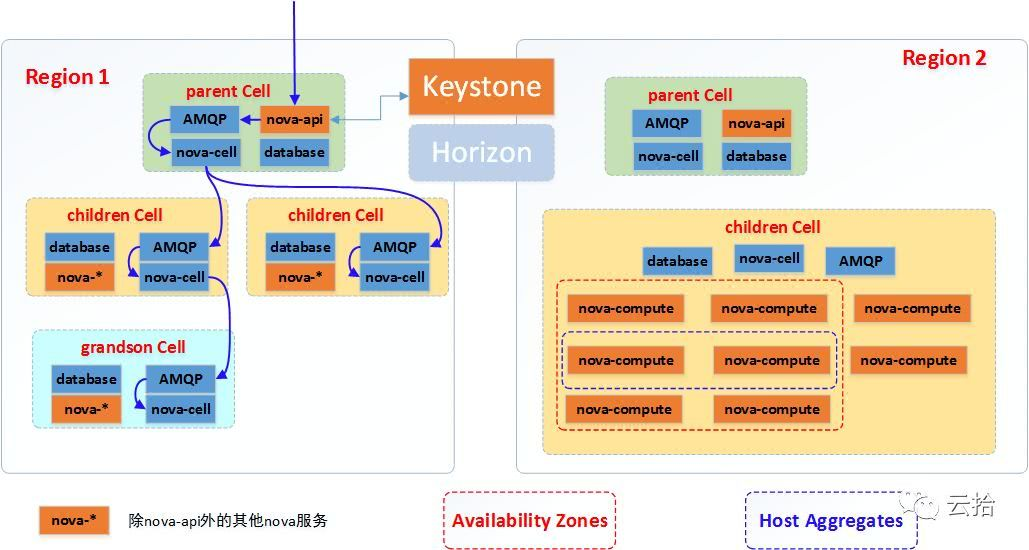 Region 1
parent Cell
AMQP
nova-api
nova-cell
database
Keystone
Horizon
children Cell
database
AMQP
nova-*
nova-cell
children Cell
database
AMQP
nova-*
nova-cell
grandson Cell
database
AMQP
nova-*
nova-cell
Region 2
parent Cell
AMQP
nova-api
nova-cell
database
children Cell
database
nova-cell
AMQP
nova-compute
nova-compute
nova-compute
nova-compute
nova-compute
nova-compute
nova-compute
nova-compute
nova-*
除nova-api外的其他nova服务
Availability Zones
Host Aggregates
云拾